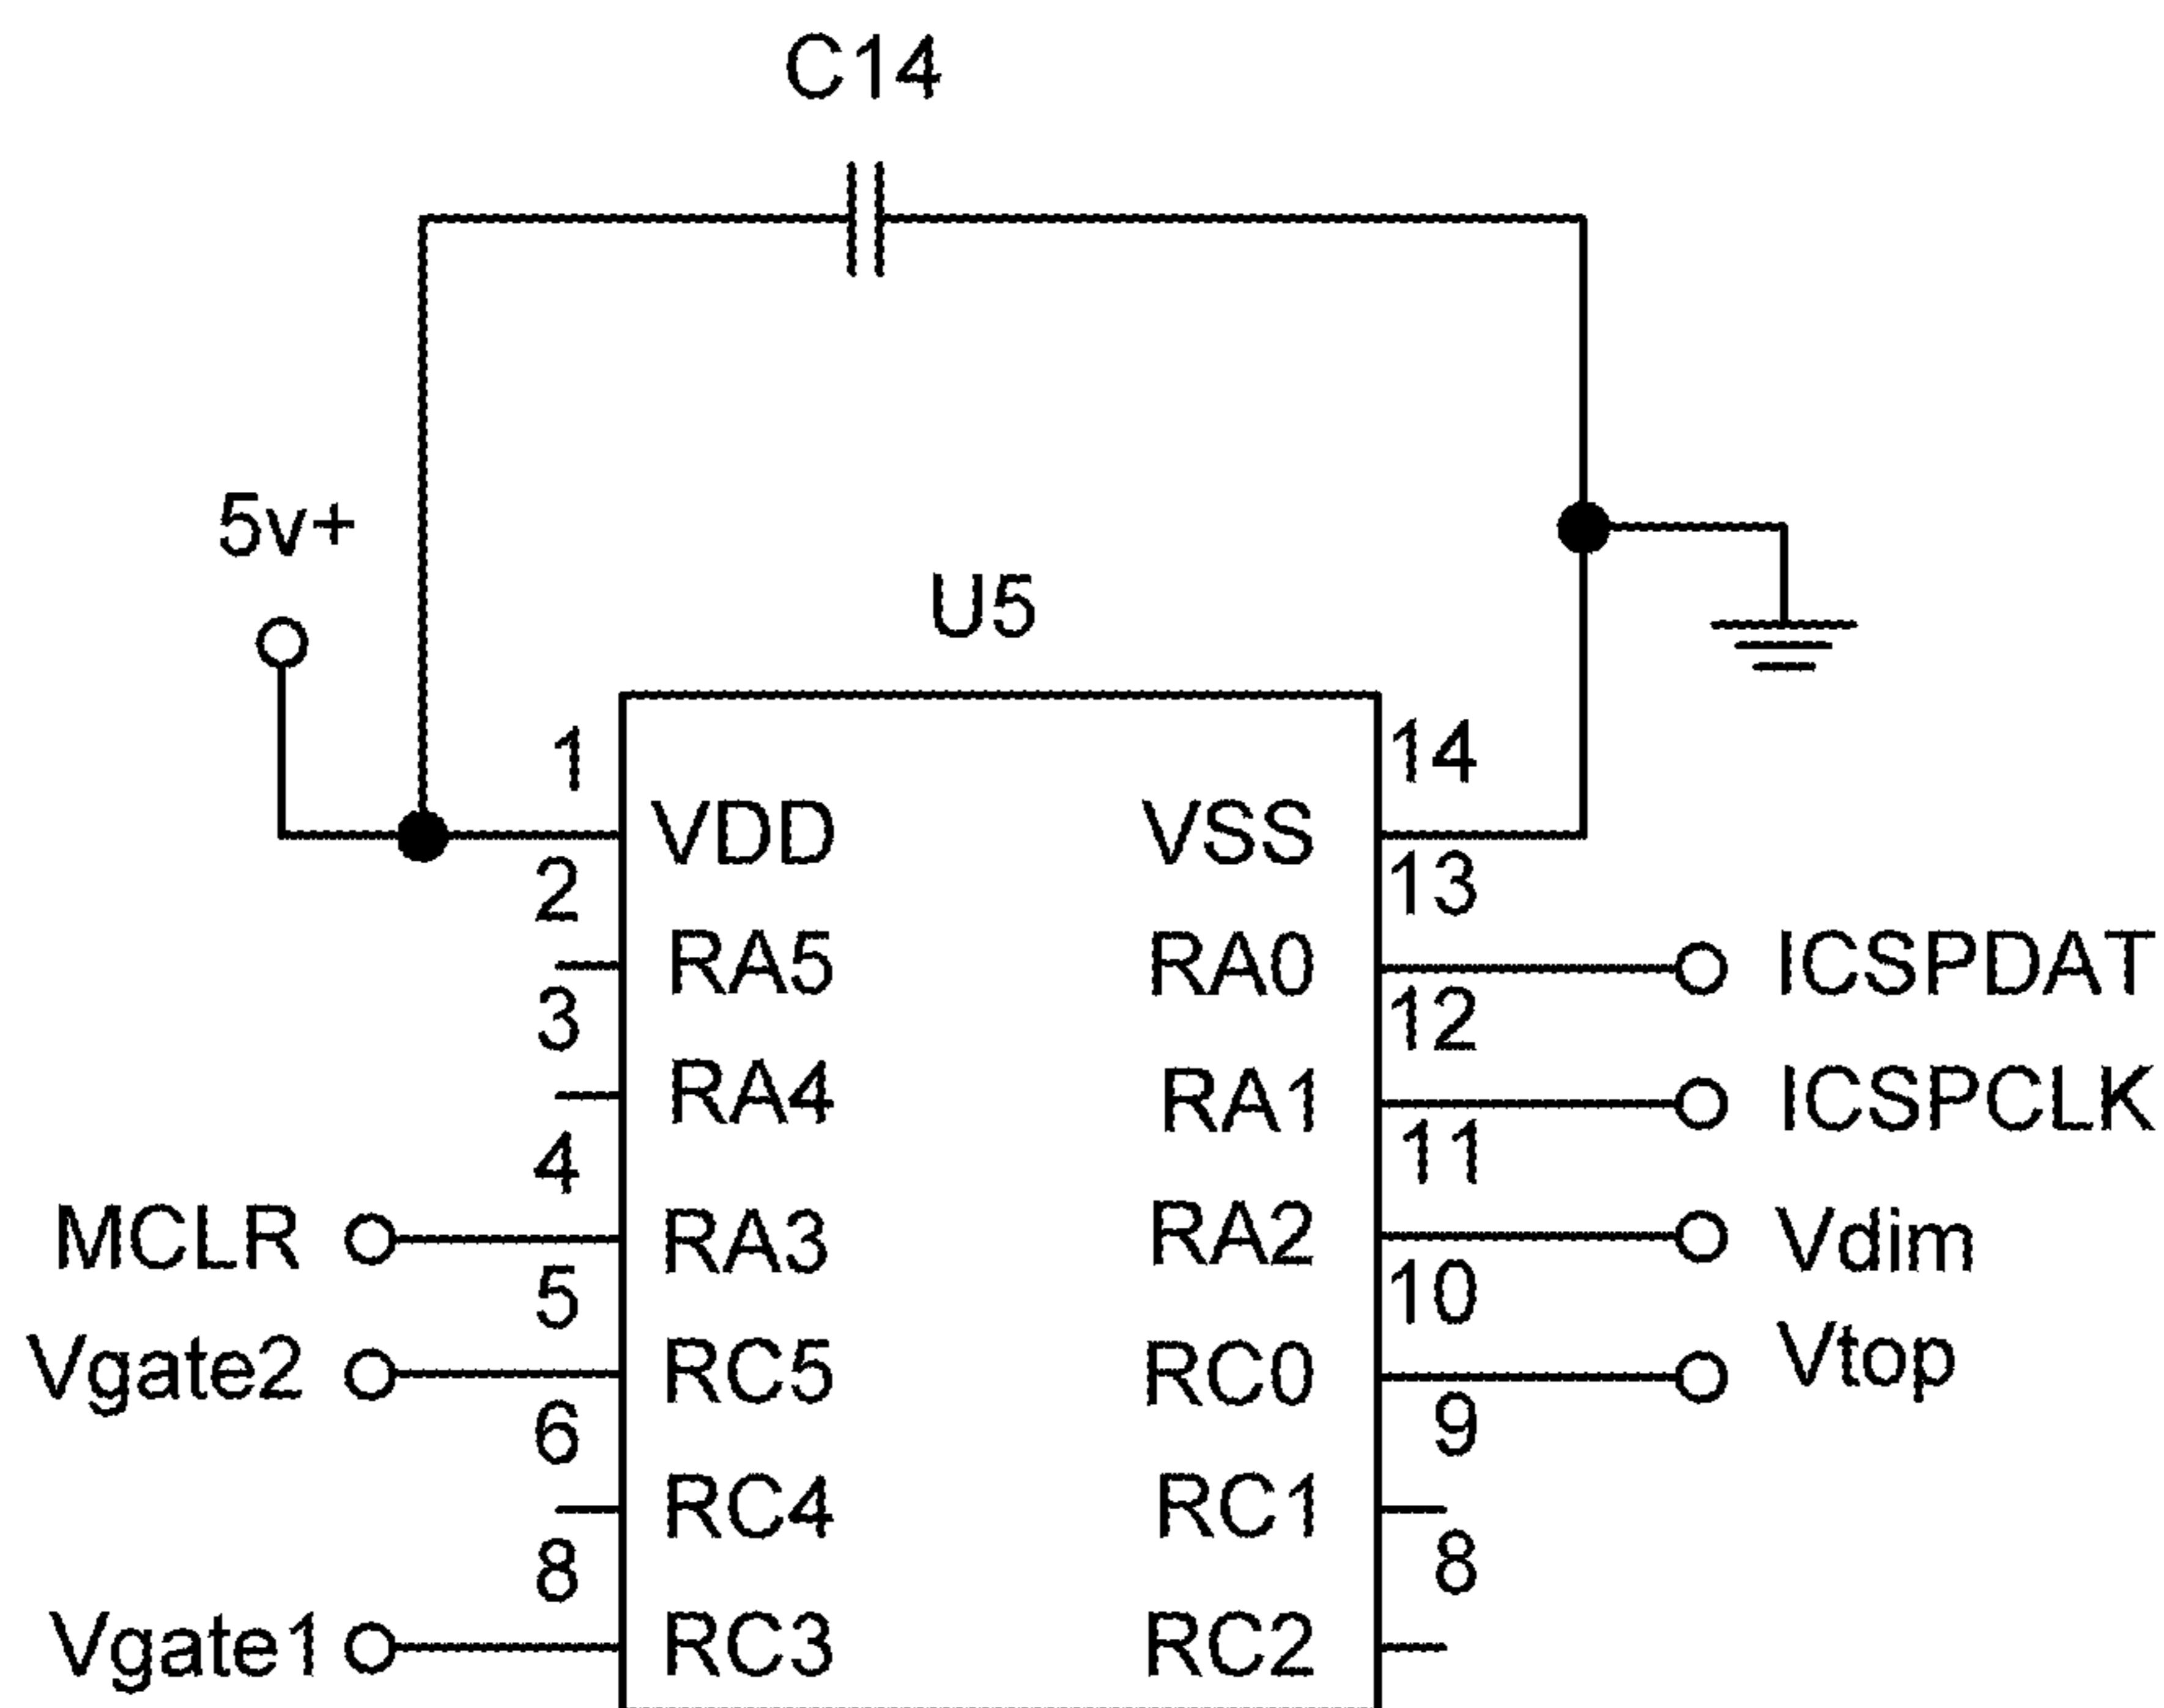 C14
5v+
U5
1 14
VDD VSS
2 13
RA5 RA0 ICSPDAT
3 12
RA4 RA1 ICSPCLK
4 11
MCLR RA3 RA2 Vdim
5 10
Vgate2 RC5 RC0 Vtop
6 9
RC4 RC1
8 8
Vgate1 RC3 RC2